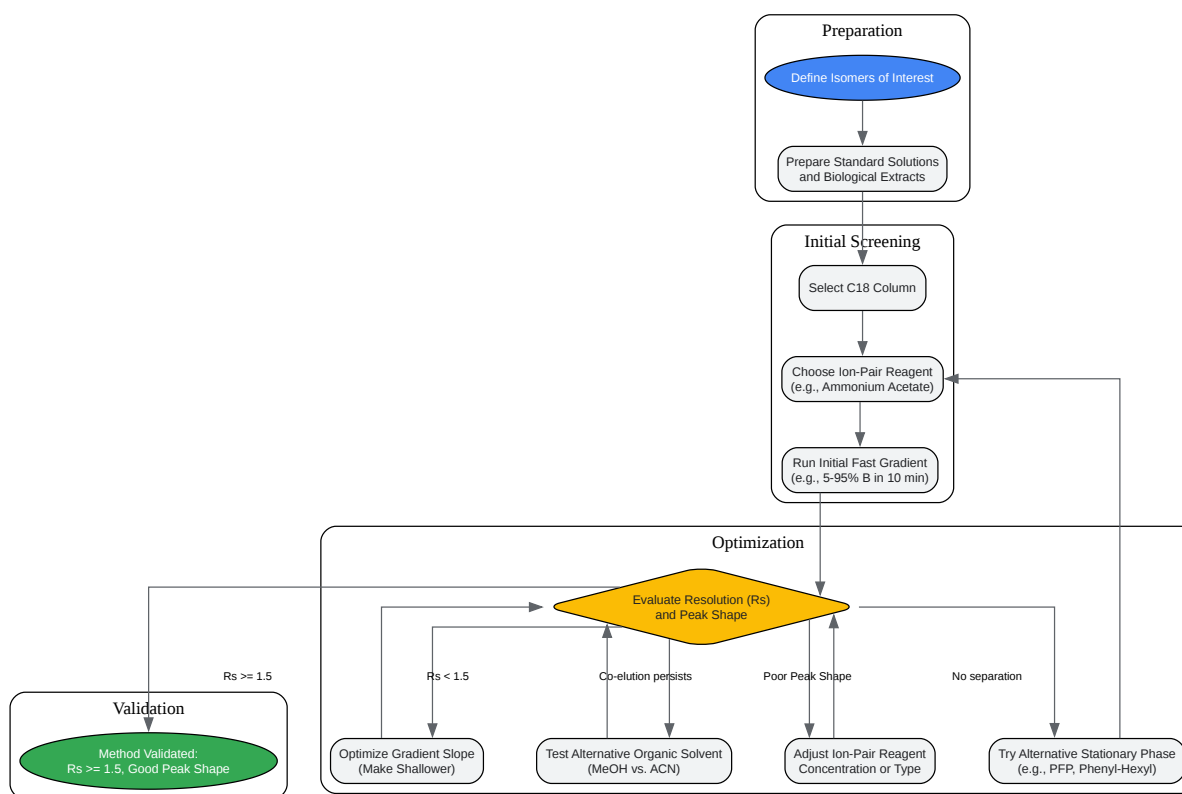 Preparation
Define Isomers of Interest
Prepare Standard Solutions
and Biological Extracts
Initial Screening
Select C18 Column
Choose Ion-Pair Reagent
(e.g., Ammonium Acetate)
Run Initial Fast Gradient
(e.g., 5-95% B in 10 min)
Optimization
Evaluate Resolution (Rs)
and Peak Shape
Rs >= 1.5
Rs < 1.5
Co-elution persists
Poor Peak Shape
No separation
Validation
Method Validated:
Rs >= 1.5, Good Peak Shape
Optimize Gradient Slope
(Make Shallower)
Test Alternative Organic Solvent
(MeOH vs. ACN)
Adjust Ion-Pair Reagent
Concentration or Type
Try Alternative Stationary Phase
(e.g., PFP, Phenyl-Hexyl)